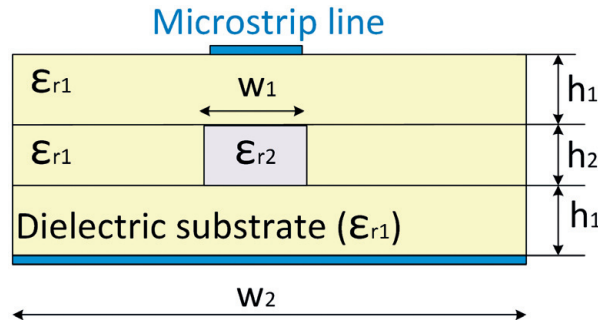 Microstrip line
εr1
w1
h1
εr1
εr2
h2
Dielectric substrate (εr1)
h1
w2